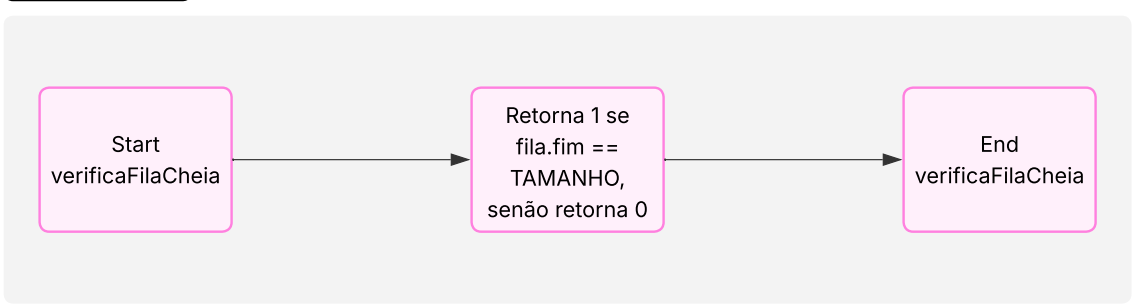 Start
verificaFilaCheia
Retorna 1 se
fila.fim ==
TAMANHO,
senão retorna 0
End
verificaFilaCheia